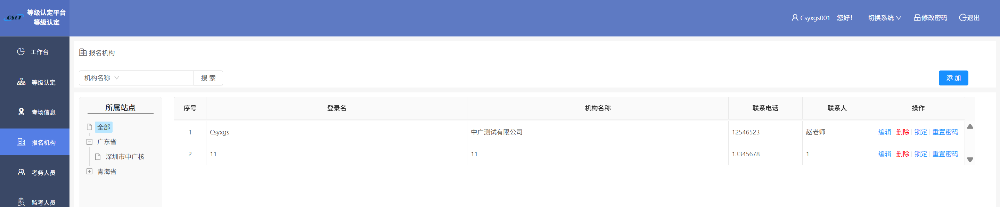 OSLT
等级认定平台
等级认定
Csyxgs001 您好! 切换系统 修改密码 退出
工作台
等级认定
考场信息
报名机构
考务人员
监考人员
报名机构
机构名称 搜 索 添 加
所属站点
全部
广东省
深圳市中广核
青海省
序号 登录名 机构名称 联系电话 联系人 操作
1 Csyxgs 中广测试有限公司 12546523 赵老师 编辑 删除 锁定 重置密码
2 11 11 13345678 1 编辑 删除 锁定 重置密码